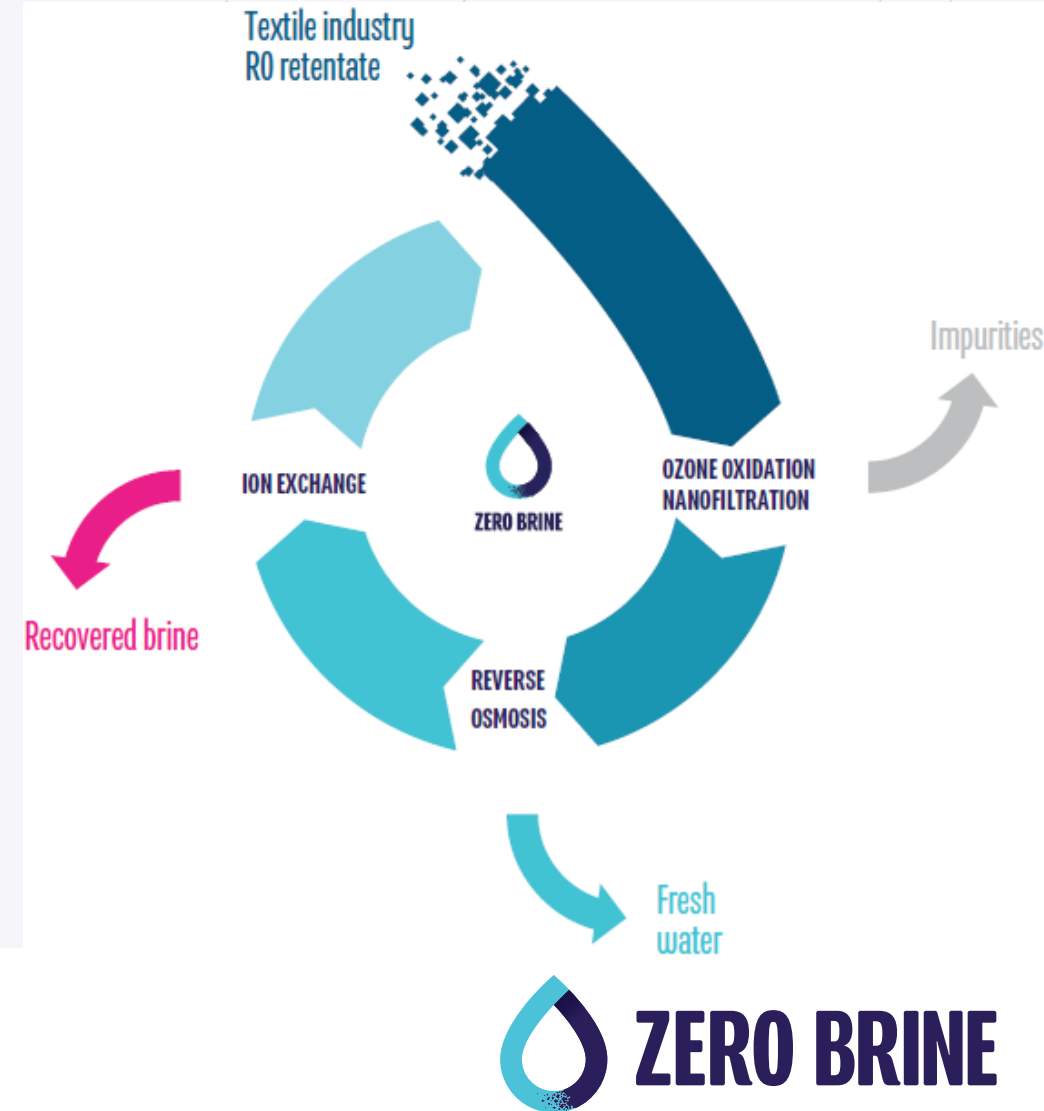 Textile industry
RO retentate
Impurities
OZONE OXIDATION
NANOFILTRATION
ION EXCHANGE
ZERO BRINE
Recovered brine
REVERSE
OSMOSIS
Fresh
water
ZERO BRINE